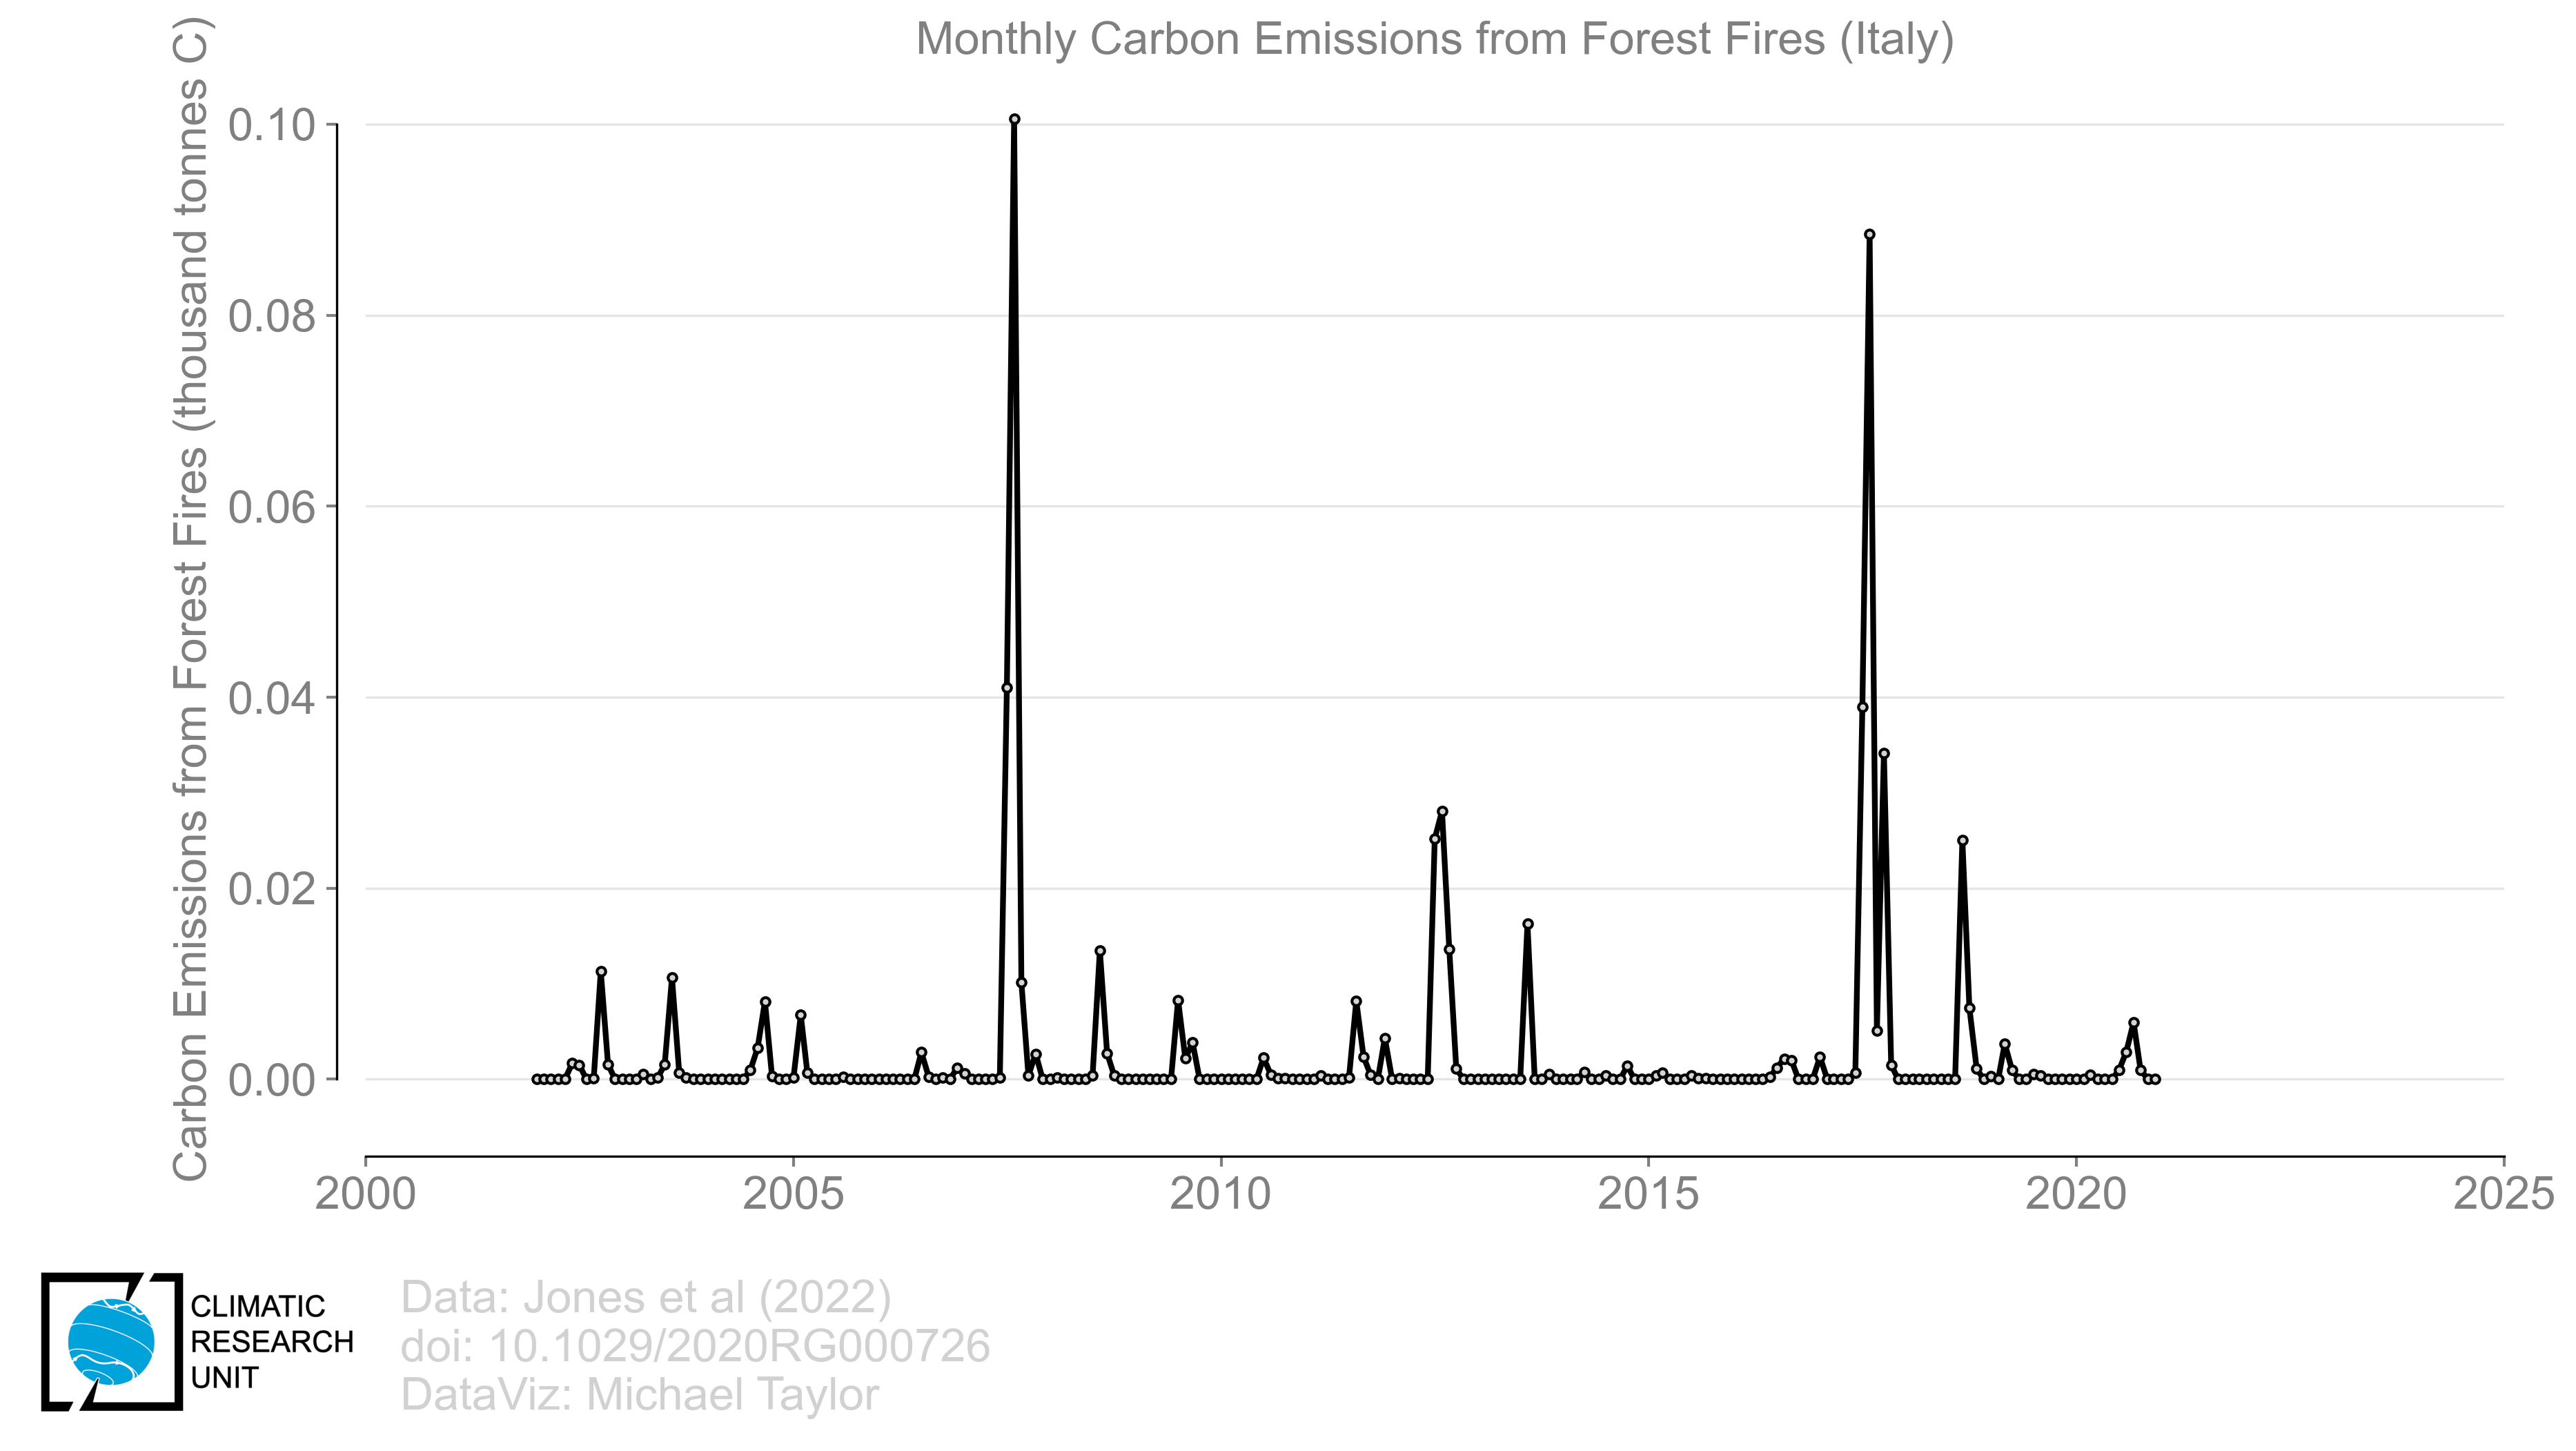 Monthly Carbon Emissions from Forest Fires (Italy)
Carbon Emissions from Forest Fires (thousand tonnes C)
0.10
0.08
0.06
0.04
0.02
0.00
2000
2005
2010
2015
2020
2025
CLIMATIC
RESEARCH
UNIT
Data: Jones et al (2022)
doi: 10.1029/2020RG000726
DataViz: Michael Taylor